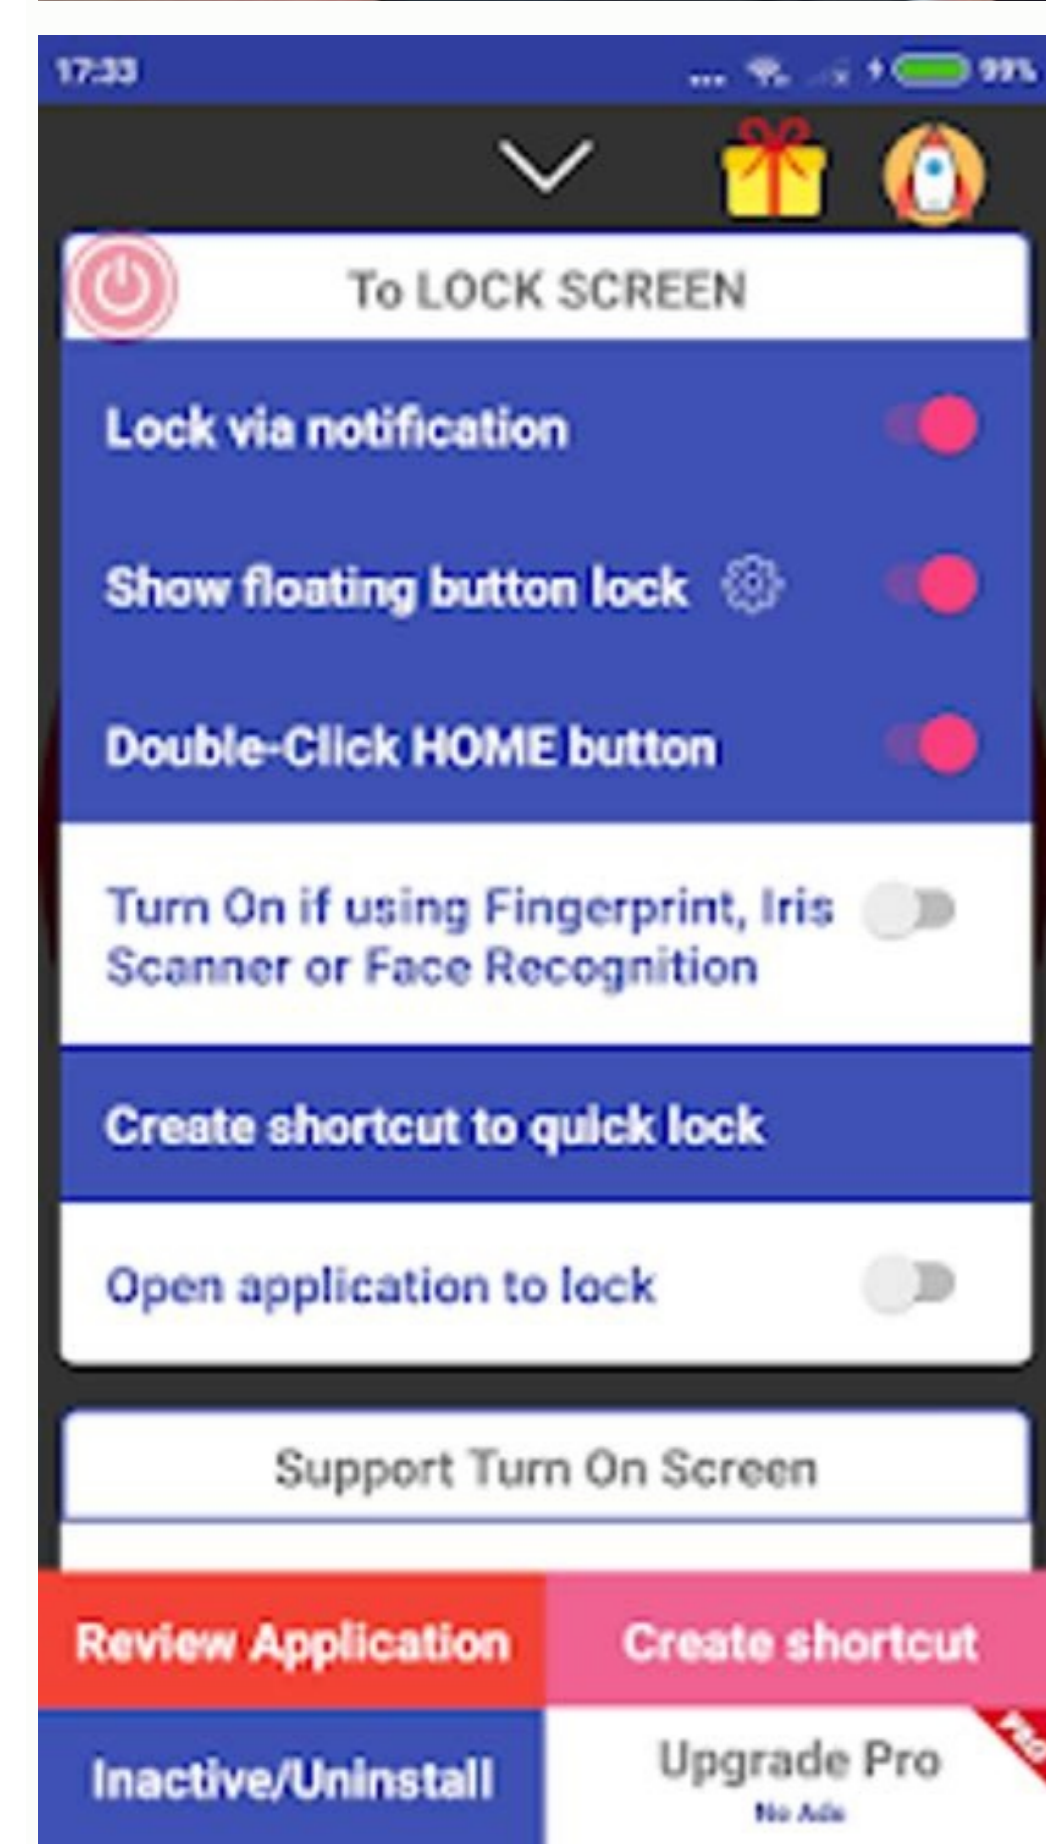 17:33
... 99%
To LOCK SCREEN
Lock via notification
Show floating button lock
Double-Click HOME button
Turn On if using Fingerprint, Iris
Scanner or Face Recognition
Create shortcut to quick lock
Open application to lock
Support Turn On Screen
Review Application
Create shortcut
Inactive/Uninstall
Upgrade Pro
PRO
No Ads